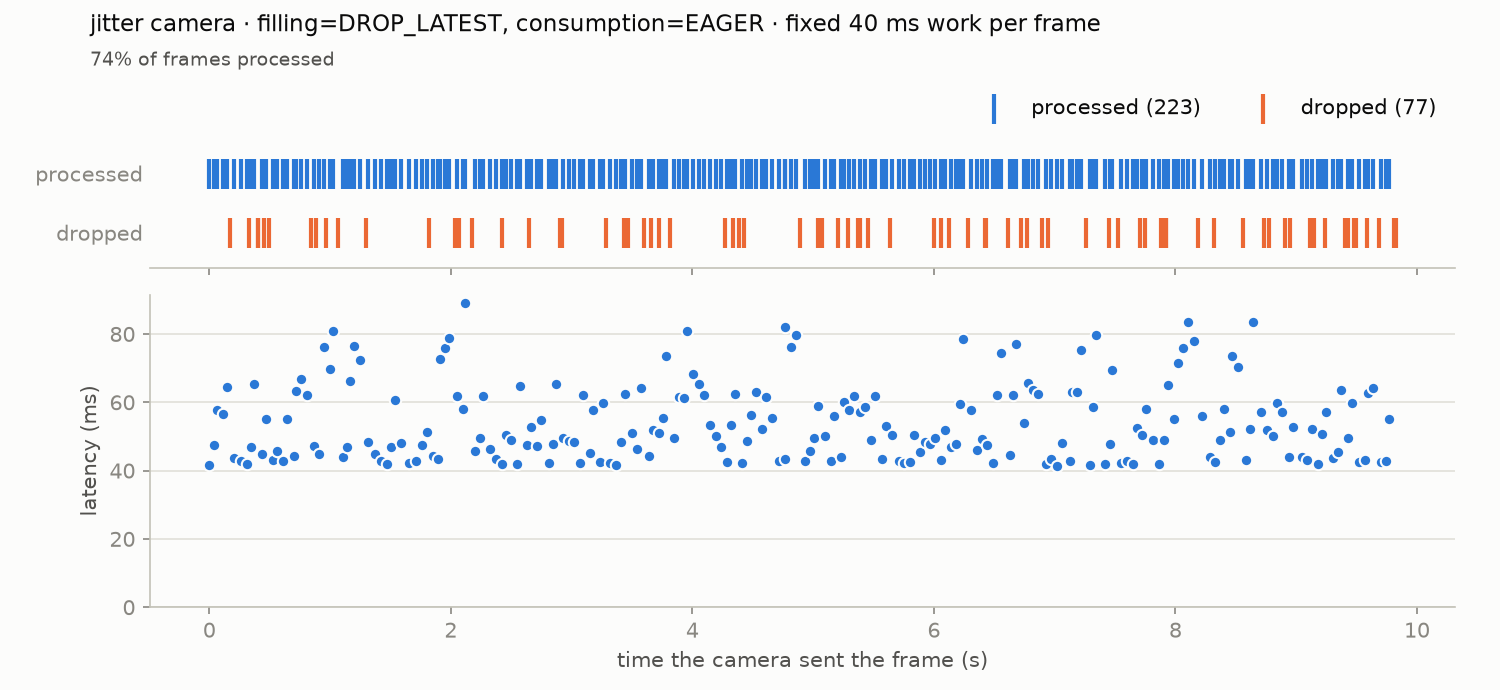 jitter camera · filling=DROP_LATEST, consumption=EAGER · fixed 40 ms work per frame
74% of frames processed
processed (223)
dropped (77)
processed
dropped
80
60
40
20
0
latency (ms)
0 2 4 6 8 10
time the camera sent the frame (s)